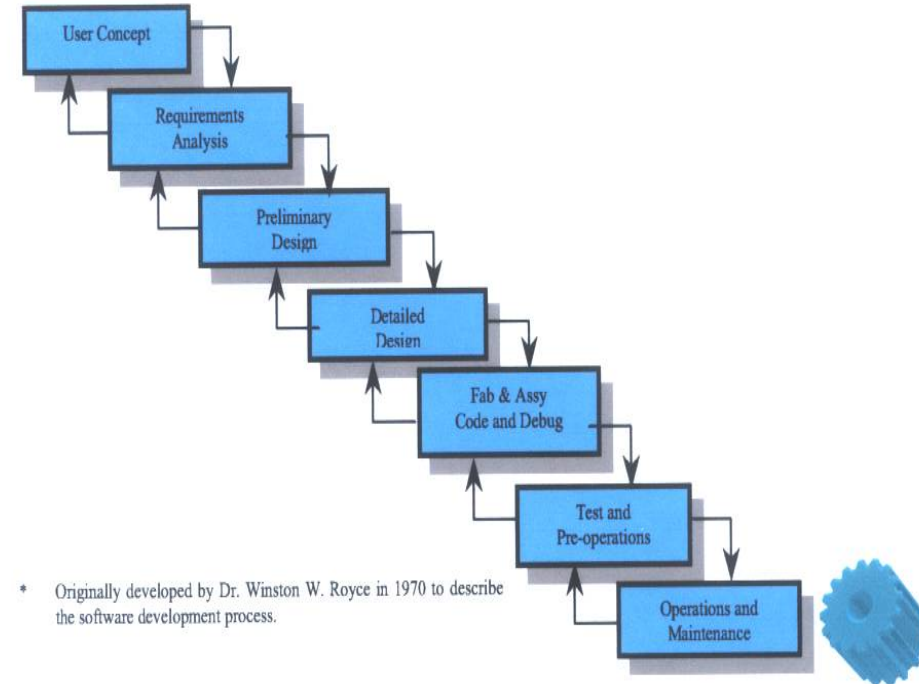 User Concept
Requirements
Analysis
Preliminary
Design
Detailed
Design
Fab & Assy
Code and Debug
Test and
Pre-operations
Operations and
Maintenance
* Originally developed by Dr. Winston W. Royce in 1970 to describe
the software development process.